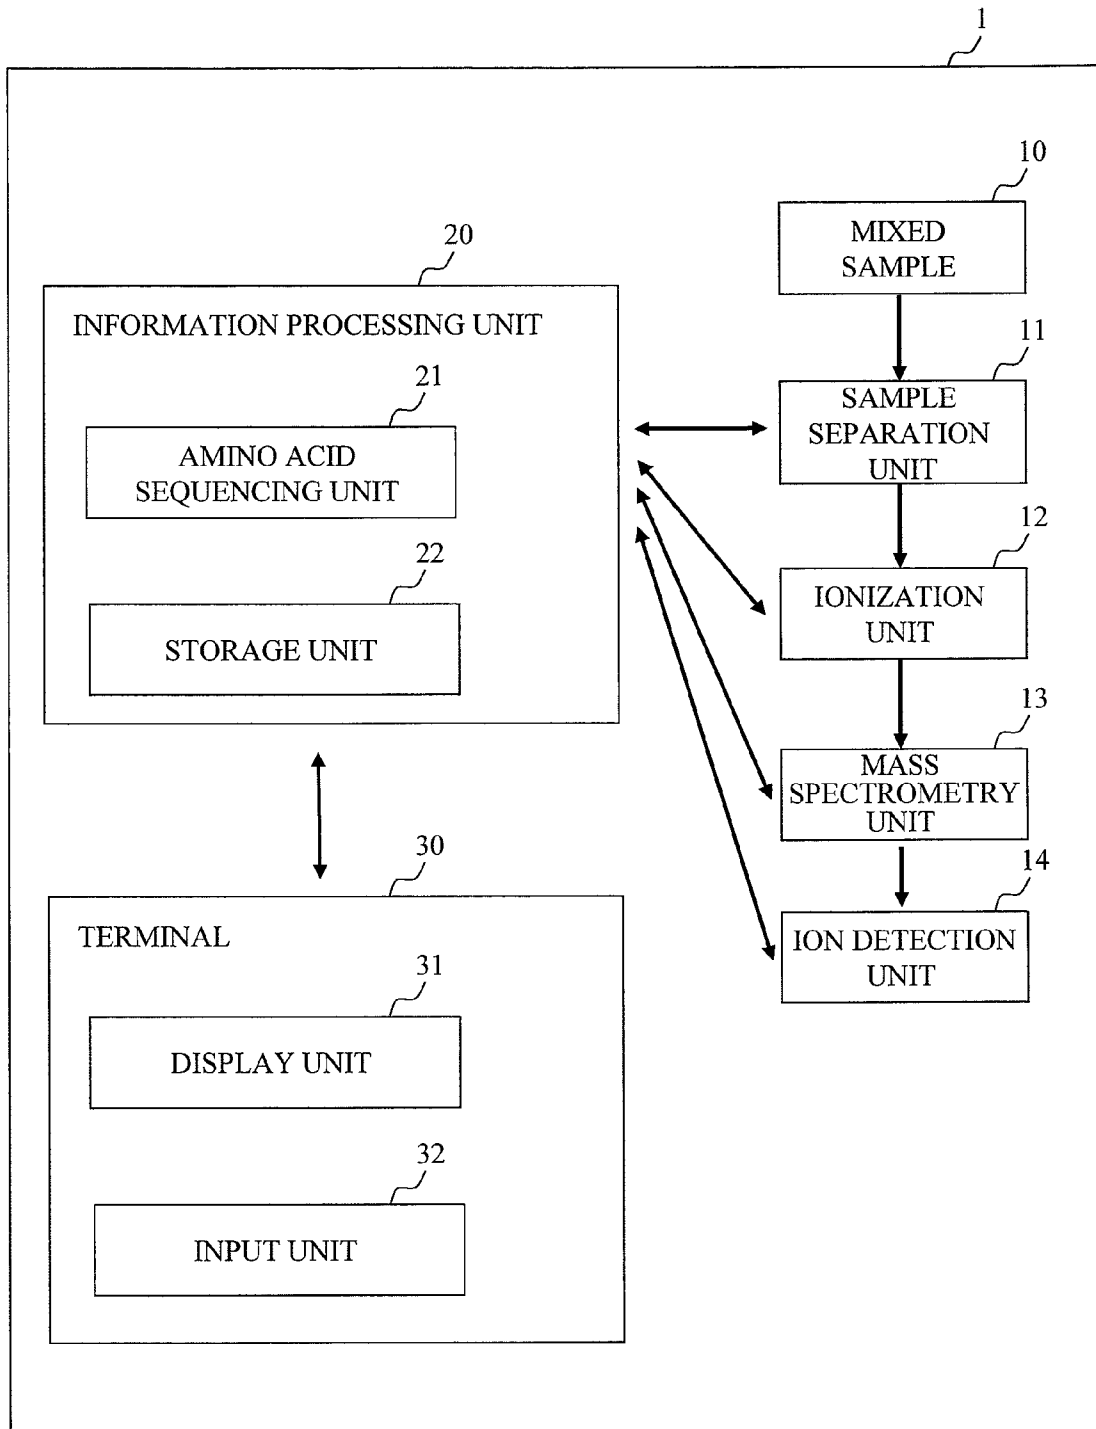 1
10
MIXED
SAMPLE
20
INFORMATION PROCESSING UNIT
11
SAMPLE
SEPARATION
UNIT
21
AMINO ACID
SEQUENCING UNIT
12
IONIZATION
UNIT
22
STORAGE UNIT
13
MASS
SPECTROMETRY
UNIT
30
TERMINAL
14
ION DETECTION
UNIT
31
DISPLAY UNIT
32
INPUT UNIT